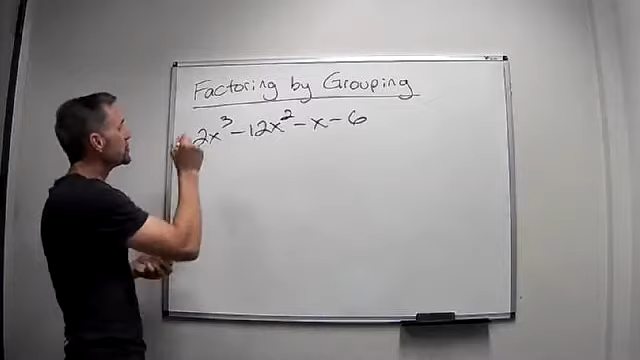 Factoring by Grouping
2x³ - 12x² - x - 6